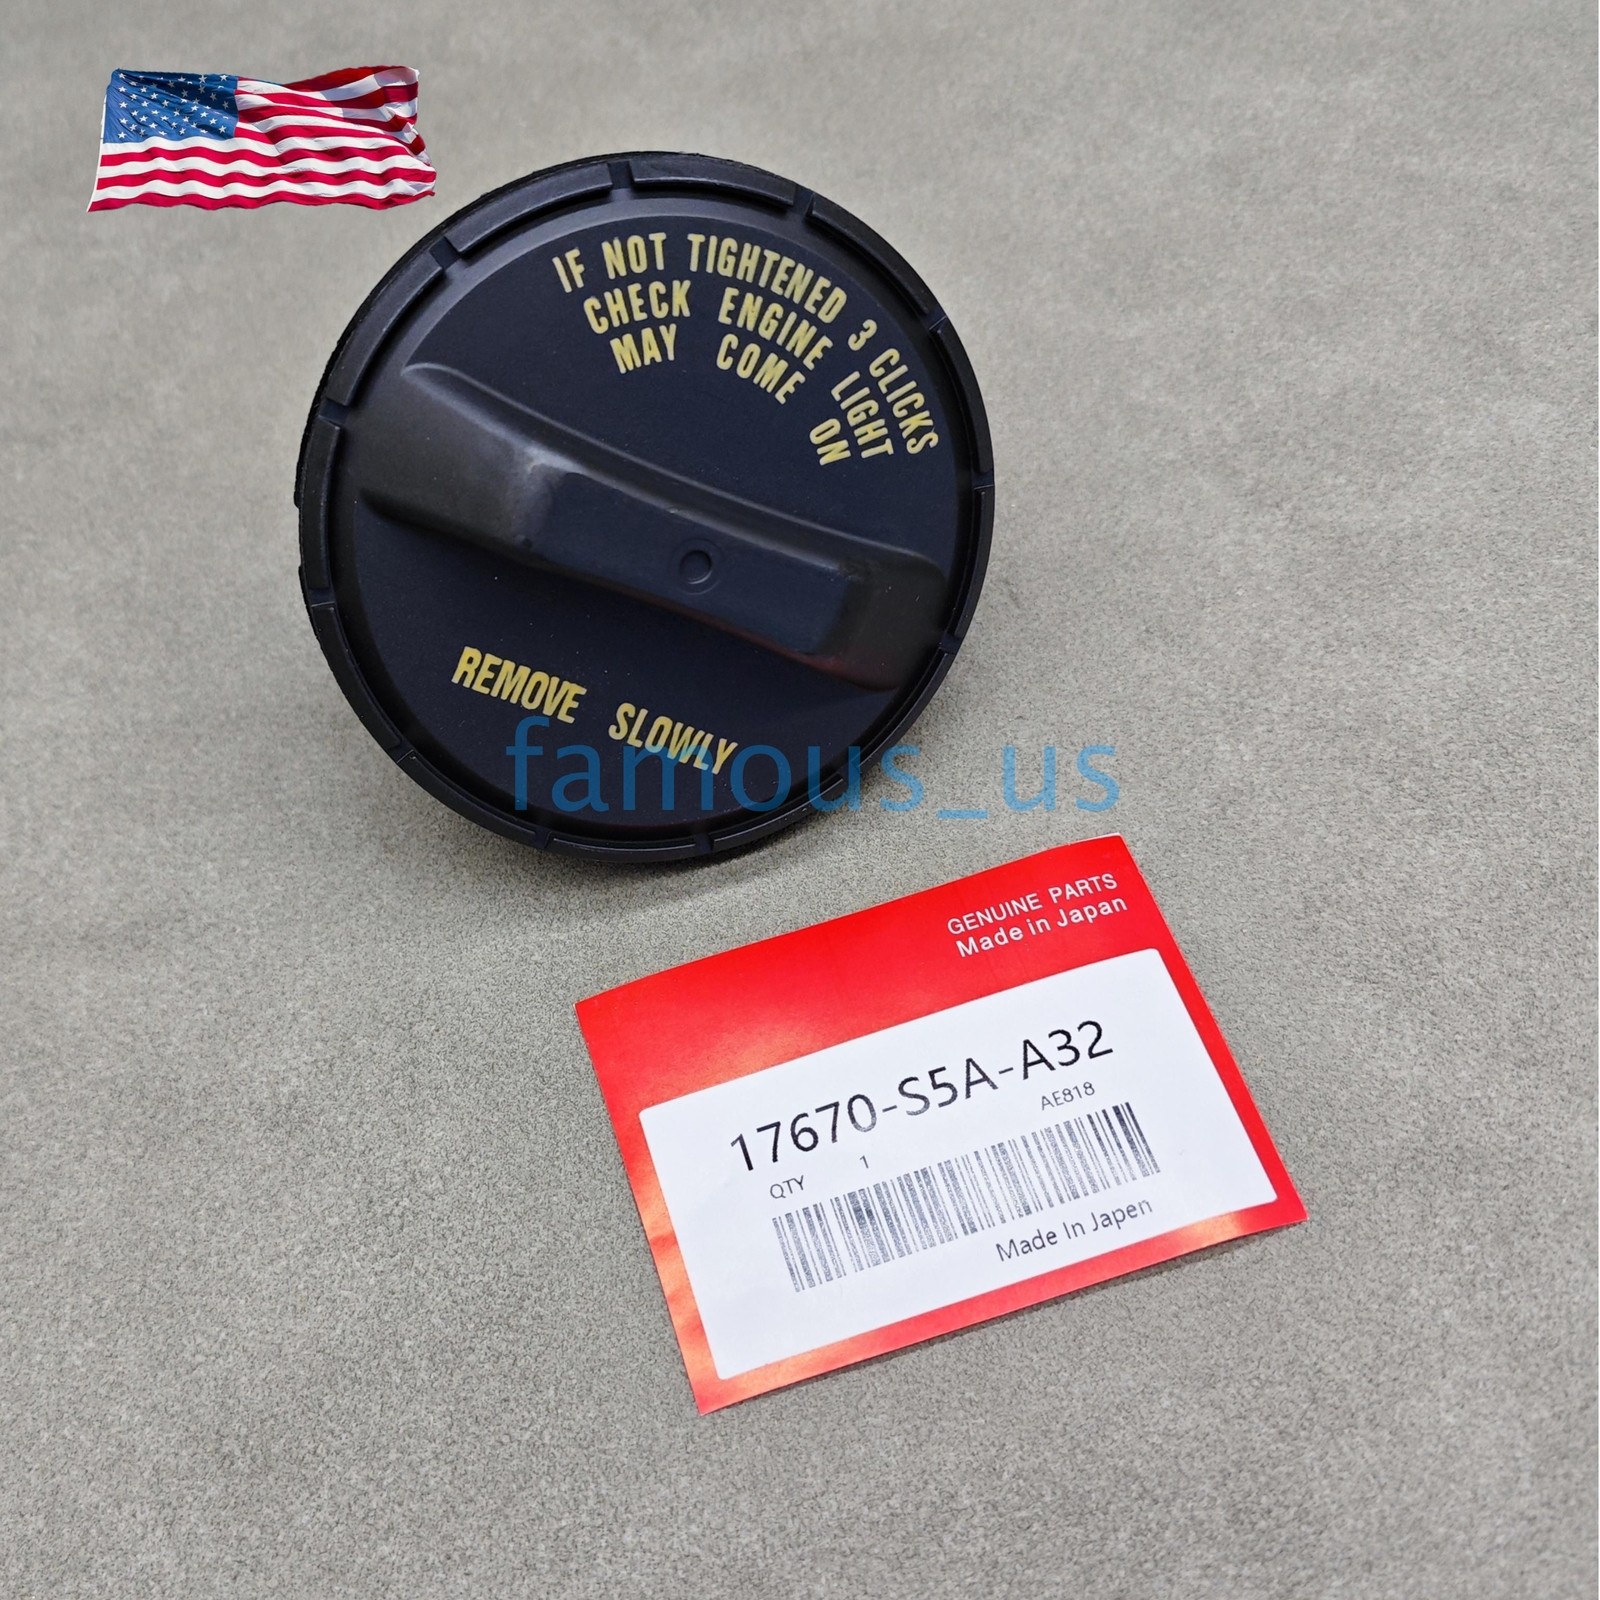 IF NOT TIGHTENED 3 CLICKS
CHECK ENGINE LIGHT
MAY COME ON
REMOVE SLOWLY
famous_us
GENUINE PARTS
Made in Japan
17670-S5A-A32
AE818
QTY 1
Made In Japen